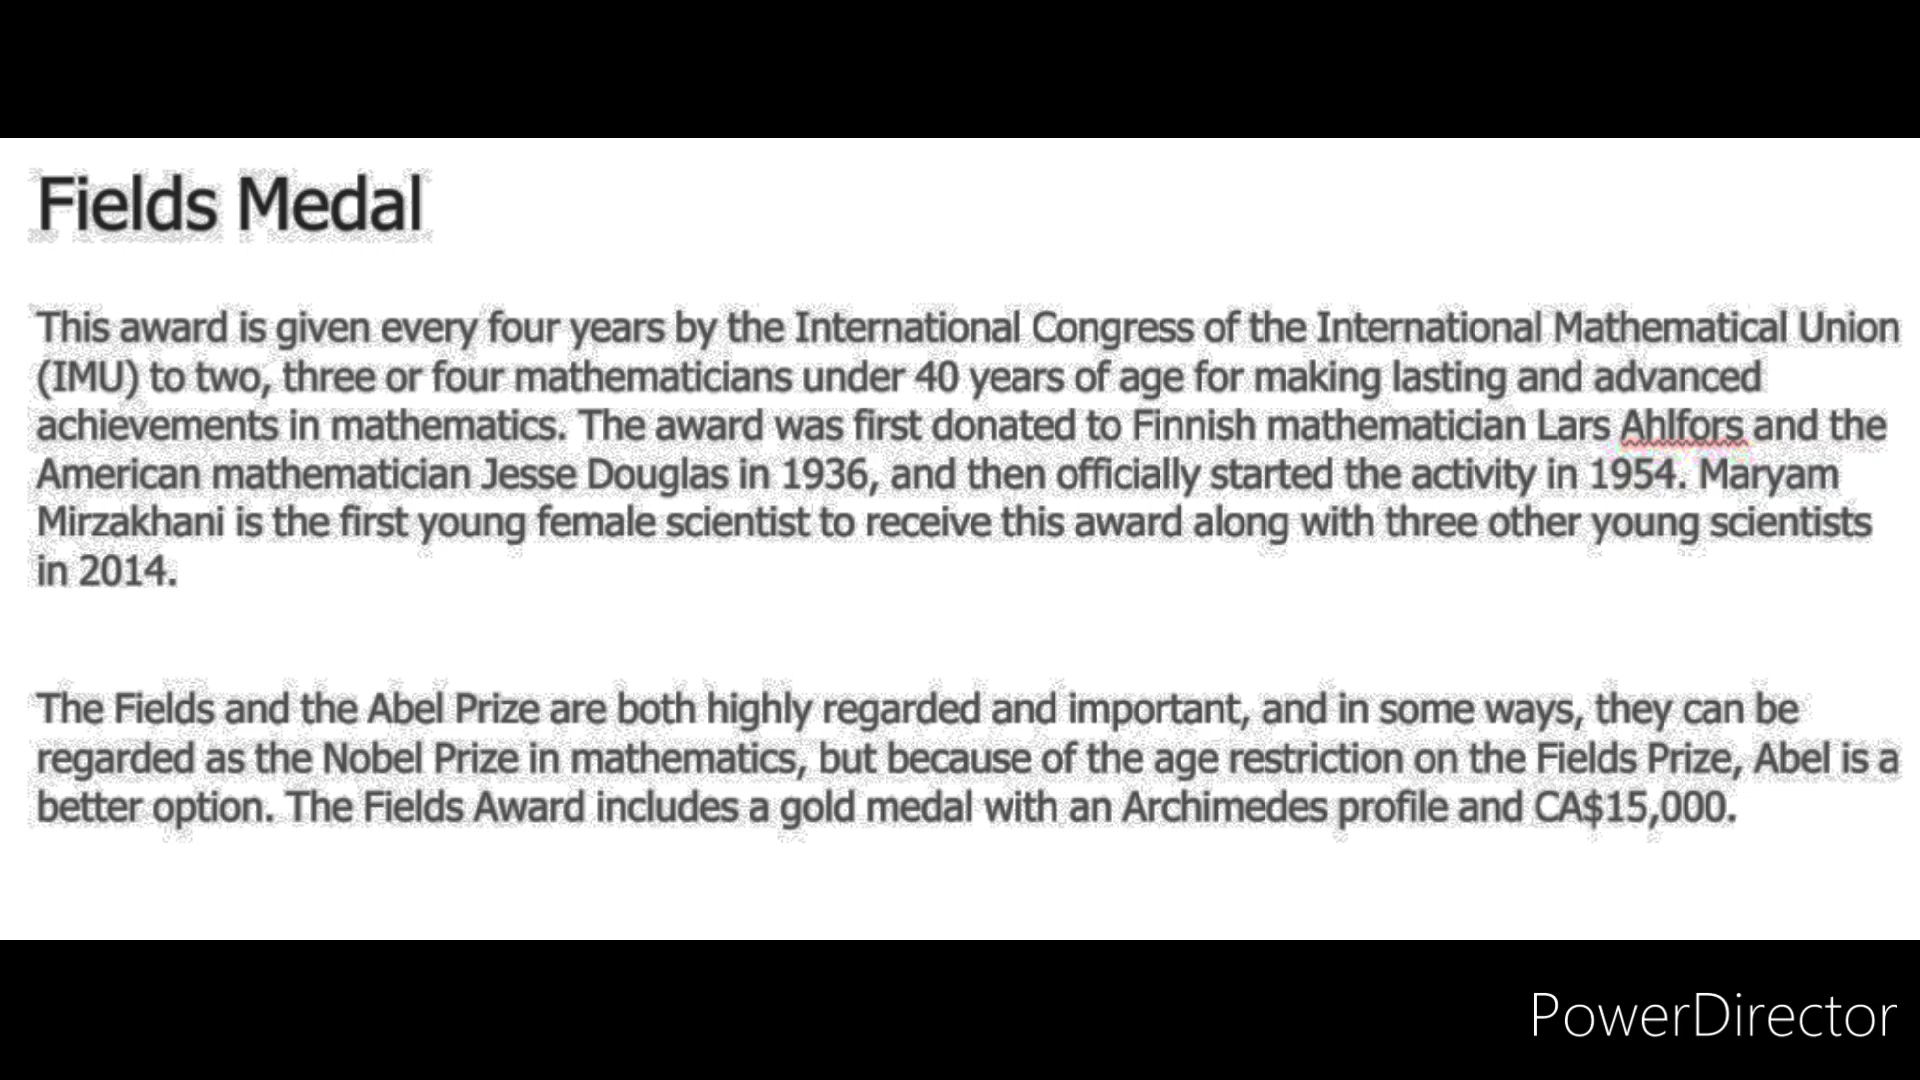 Fields Medal
This award is given every four years by the International Congress of the International Mathematical Union
(IMU) to two, three or four mathematicians under 40 years of age for making lasting and advanced
achievements in mathematics. The award was first donated to Finnish mathematician Lars Ahlfors and the
American mathematician Jesse Douglas in 1936, and then officially started the activity in 1954. Maryam
Mirzakhani is the first young female scientist to receive this award along with three other young scientists
in 2014.
The Fields and the Abel Prize are both highly regarded and important, and in some ways, they can be
regarded as the Nobel Prize in mathematics, but because of the age restriction on the Fields Prize, Abel is a
better option. The Fields Award includes a gold medal with an Archimedes profile and CA$15,000.
PowerDirector